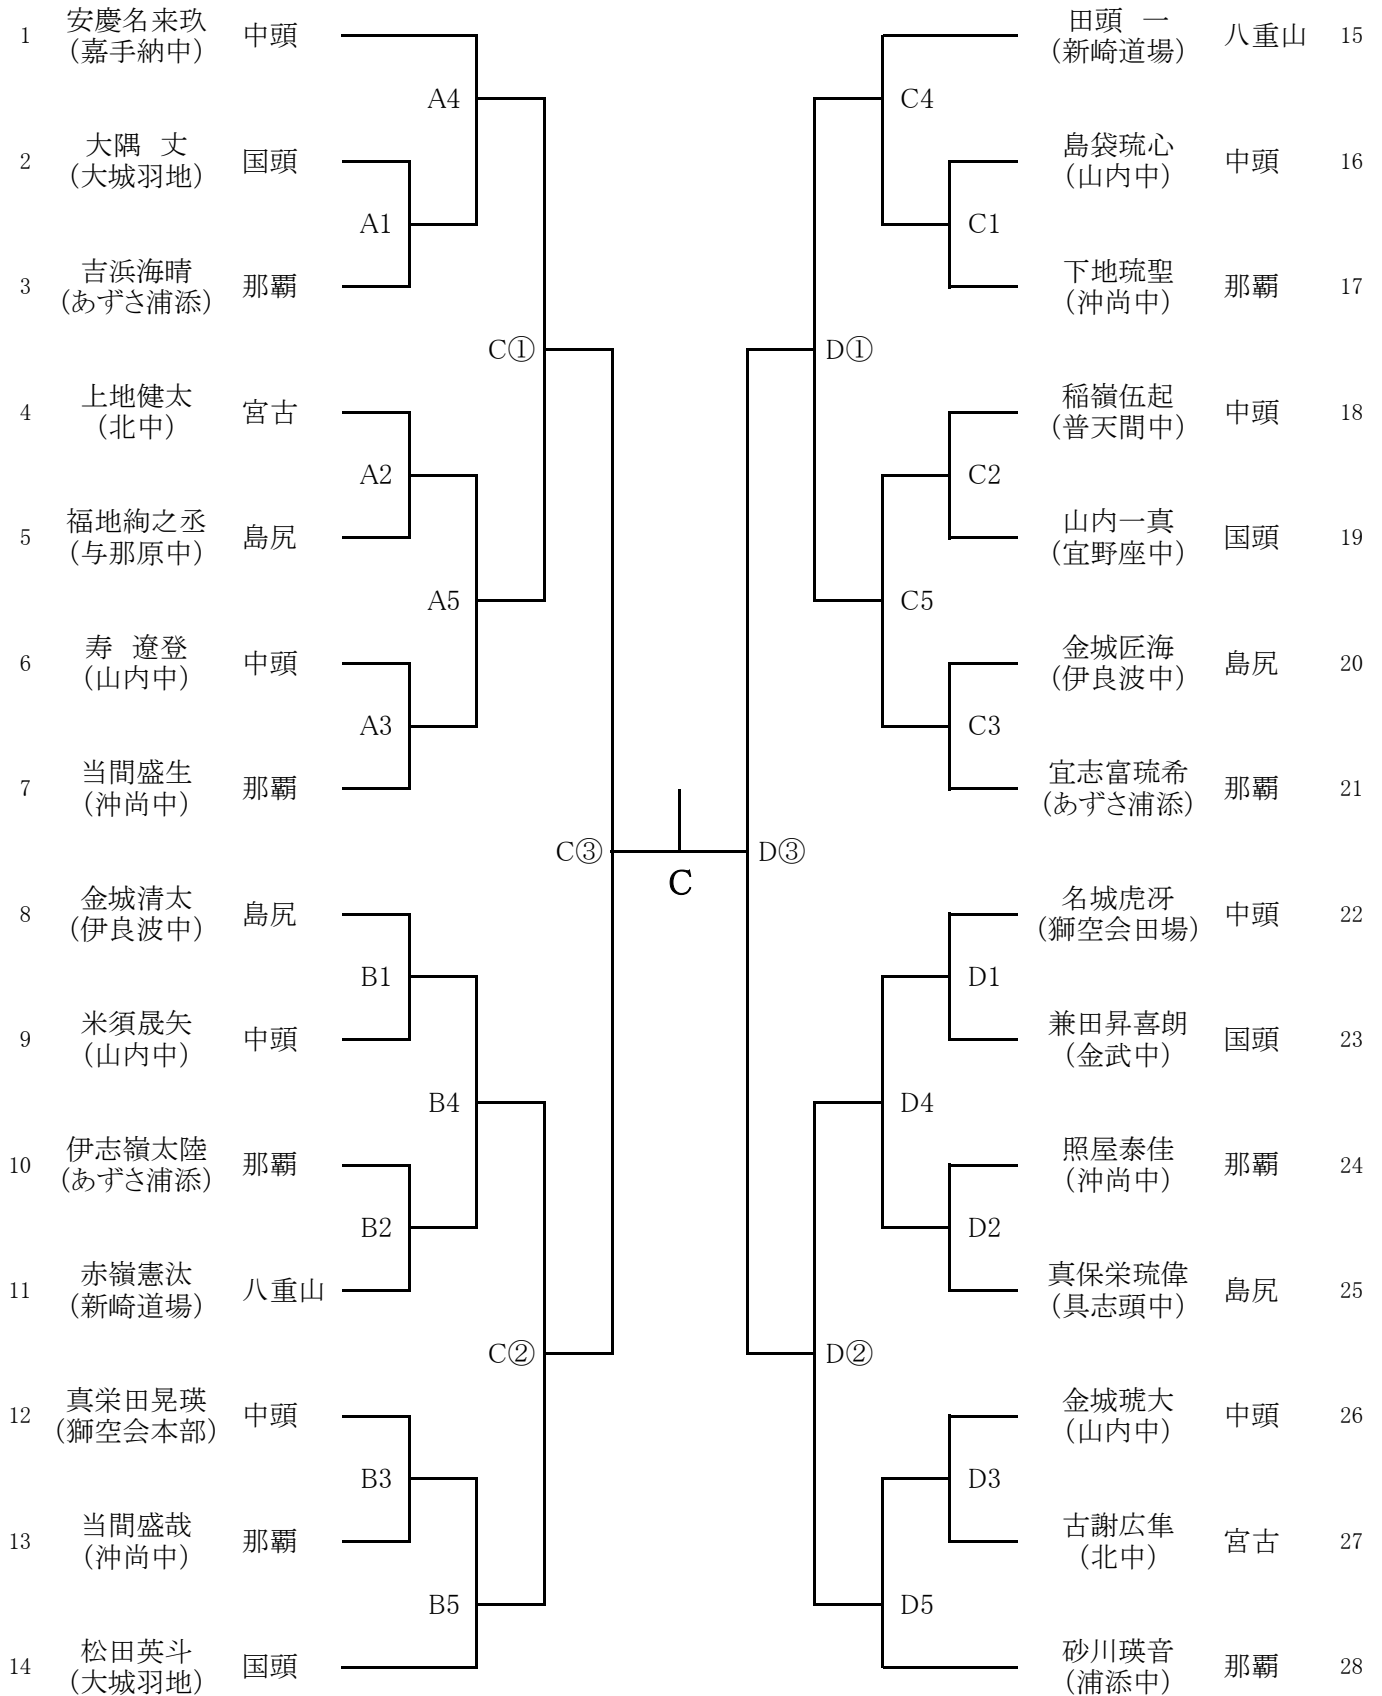 1 安慶名来玖 (嘉手納中) 中頭
2 大隅 丈 (大城羽地) 国頭
3 吉浜海晴 (あずさ浦添) 那覇
4 上地健太 (北中) 宮古
5 福地絢之丞 (与那原中) 島尻
6 寿 遼登 (山内中) 中頭
7 当間盛生 (沖尚中) 那覇
8 金城清太 (伊良波中) 島尻
9 米須晟矢 (山内中) 中頭
10 伊志嶺太陸 (あずさ浦添) 那覇
11 赤嶺憲汰 (新崎道場) 八重山
12 真栄田晃瑛 (獅空会本部) 中頭
13 当間盛哉 (沖尚中) 那覇
14 松田英斗 (大城羽地) 国頭
A4
A1
C①
A2
A5
A3
C③
B1
B4
B2
C②
B3
B5
C
C4
C1
D①
C2
C5
C3
D③
D1
D4
D2
D②
D3
D5
田頭 一 (新崎道場) 八重山 15
島袋琉心 (山内中) 中頭 16
下地琉聖 (沖尚中) 那覇 17
稲嶺伍起 (普天間中) 中頭 18
山内一真 (宜野座中) 国頭 19
金城匠海 (伊良波中) 島尻 20
宜志富琉希 (あずさ浦添) 那覇 21
名城虎冴 (獅空会田場) 中頭 22
兼田昇喜朗 (金武中) 国頭 23
照屋泰佳 (沖尚中) 那覇 24
真保栄琉偉 (具志頭中) 島尻 25
金城琥大 (山内中) 中頭 26
古謝広隼 (北中) 宮古 27
砂川瑛音 (浦添中) 那覇 28